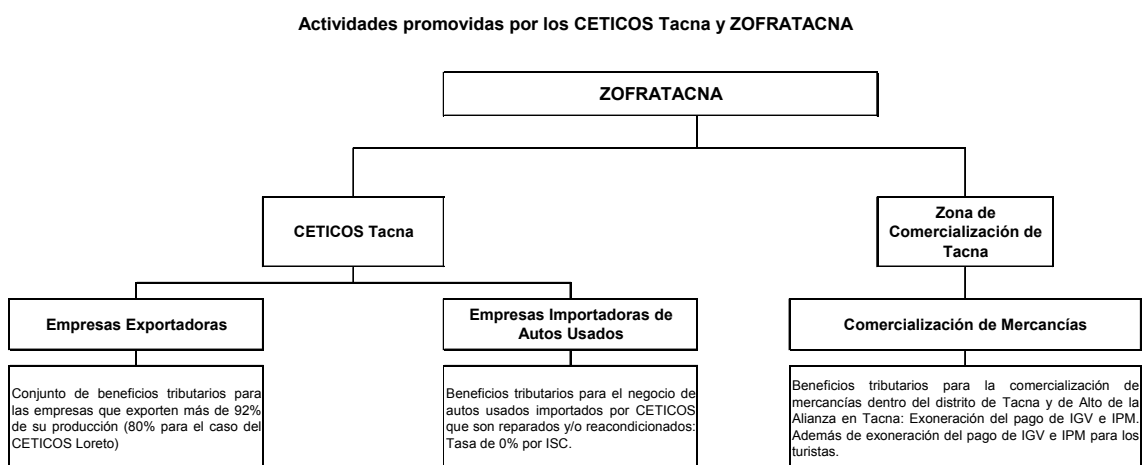 Actividades promovidas por los CETICOS Tacna y ZOFRATACNA
ZOFRATACNA
CETICOS Tacna
Zona de
Comercialización de
Tacna
Empresas Exportadoras
Empresas Importadoras de
Autos Usados
Comercialización de Mercancías
Conjunto de beneficios tributarios para
las empresas que exporten más de 92%
de su producción (80% para el caso del
CETICOS Loreto)
Beneficios tributarios para el negocio de
autos usados importados por CETICOS
que son reparados y/o reacondicionados:
Tasa de 0% por ISC.
Beneficios tributarios para la comercialización de
mercancías dentro del distrito de Tacna y de Alto de la
Alianza en Tacna: Exoneración del pago de IGV e IPM.
Además de exoneración del pago de IGV e IPM para los
turistas.